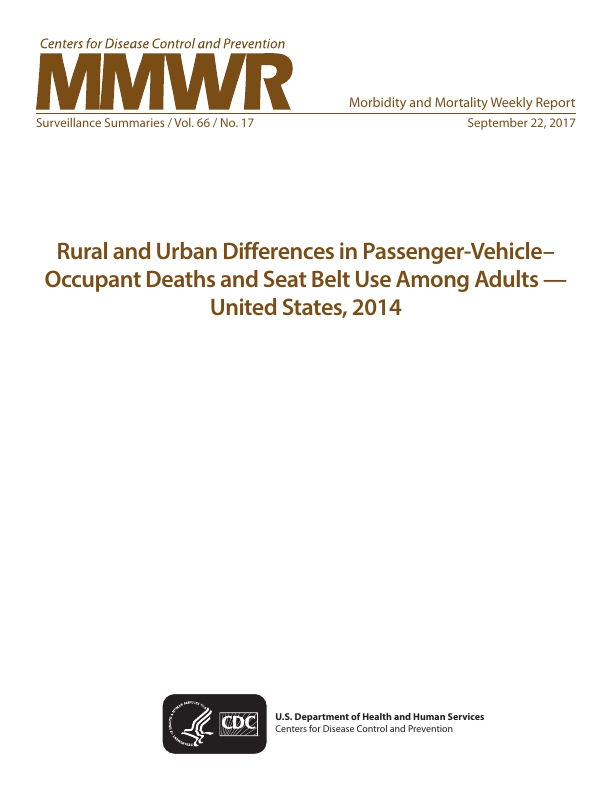 Centers for Disease Control and Prevention
MMWR
Morbidity and Mortality Weekly Report
Surveillance Summaries / Vol. 66 / No. 17
September 22, 2017
Rural and Urban Differences in Passenger-Vehicle–
Occupant Deaths and Seat Belt Use Among Adults —
United States, 2014
CDC
U.S. Department of Health and Human Services
Centers for Disease Control and Prevention